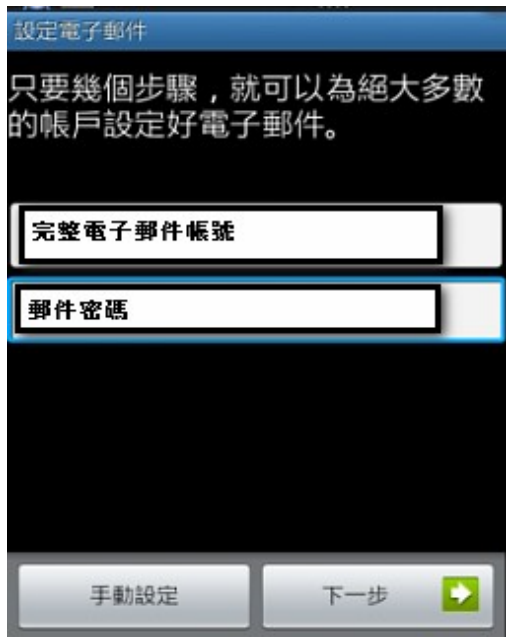 設定電子郵件
只要幾個步驟，就可以為絕大多數
的帳戶設定好電子郵件。
完整電子郵件帳號
郵件密碼
手動設定
下一步